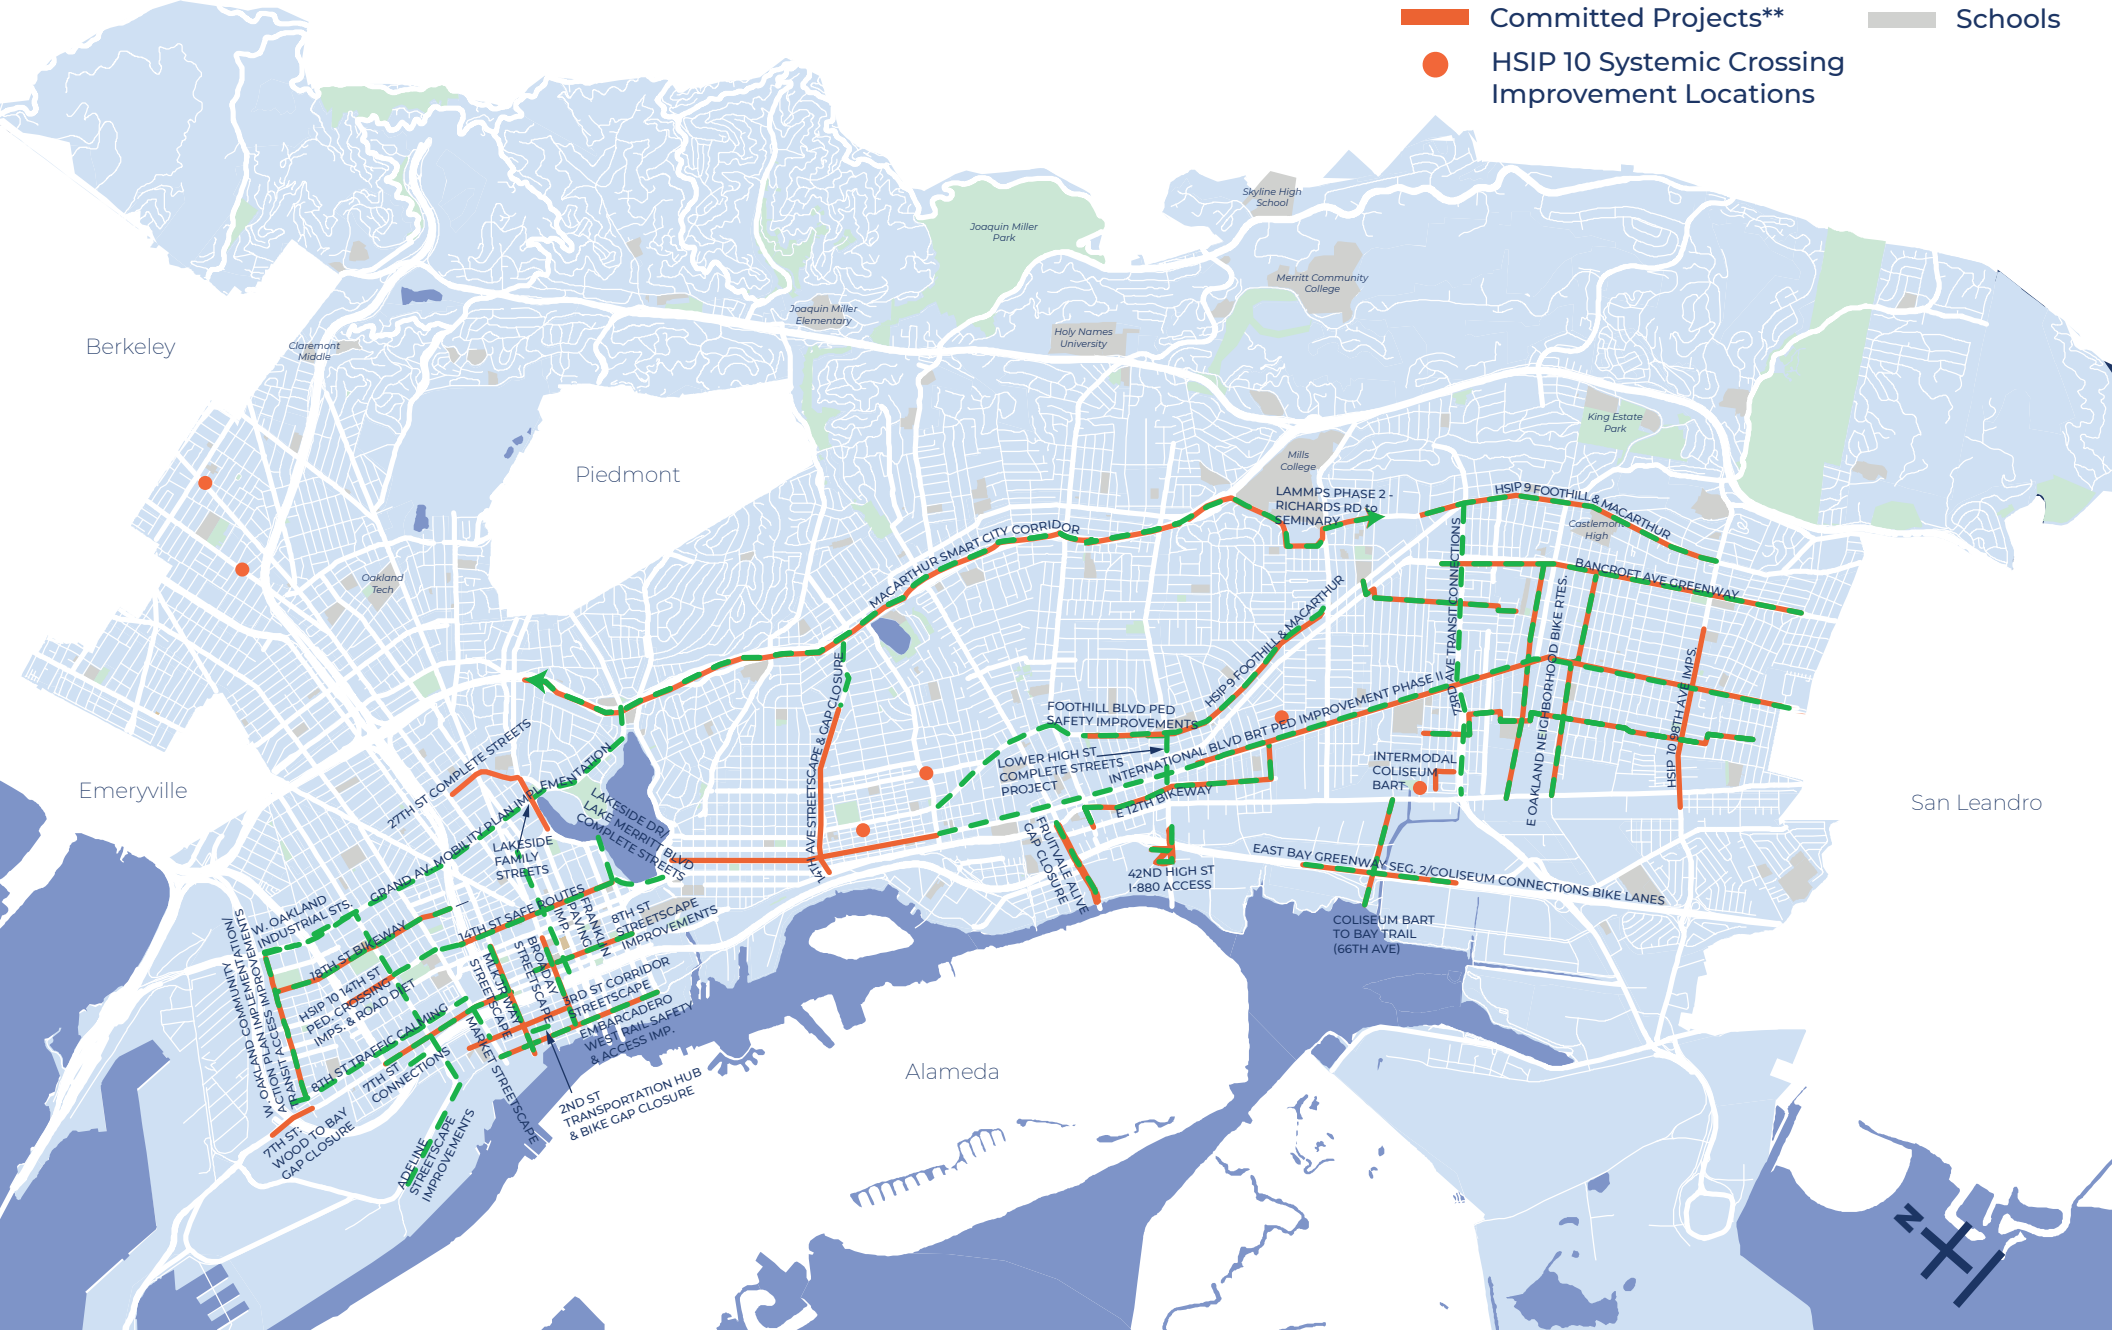 Committed Projects**
Schools
HSIP 10 Systemic Crossing
Improvement Locations
Skyline High
School
Joaquin Miller
Park
Merritt Community
College
Joaquin Miller
Elementary
Holy Names
University
Berkeley
Claremont
Middle
King Estate
Park
Piedmont
Mills
College
LAMMPS PHASE 2 -
RICHARDS RD to
SEMINARY
HSIP 9 FOOTHILL & MACARTHUR
Castlemont
High
MACARTHUR SMART CITY CORRIDOR
73RD AVE TRANSIT CONNECTIONS
BANCROFT AVE GREENWAY
Oakland
Tech
HSIP 9 FOOTHILL & MACARTHUR
E OAKLAND NEIGHBORHOOD BIKE RTES.
HSIP 10 98TH AVE IMPS.
14TH AVE STREETSCAPE & GAP CLOSURE
FOOTHILL BLVD PED
SAFETY IMPROVEMENTS
INTERNATIONAL BLVD BRT PED IMPROVEMENT PHASE II
LOWER HIGH ST
COMPLETE STREETS
PROJECT
E 12TH BIKEWAY
INTERMODAL
COLISEUM
BART
Emeryville
San Leandro
27TH ST COMPLETE STREETS
GRAND AV. MOBILITY PLAN IMPLEMENTATION
LAKESIDE DR/
LAKE MERRITT BLVD
COMPLETE STREETS
LAKESIDE
FAMILY
STREETS
FRUITVALE ALIVE
GAP CLOSURE
42ND HIGH ST
I-880 ACCESS
EAST BAY GREENWAY SEG. 2/COLISEUM CONNECTIONS BIKE LANES
COLISEUM BART
TO BAY TRAIL
(66TH AVE)
W. OAKLAND
INDUSTRIAL STS.
W. OAKLAND COMMUNITY
ACTION PLAN IMPLEMENTATION/
TRANSIT ACCESS IMPROVEMENTS
18TH ST BIKEWAY
14TH ST SAFE ROUTES
FRANKLIN
PAVING
IMP.
8TH ST
STREETSCAPE
IMPROVEMENTS
HSIP 10 14TH ST
PED. CROSSING
IMPS. & ROAD DIET
MLK JR WAY
STREETSCAPE
BROADAY
STREETSCAPE
3RD ST CORRIDOR
STREETSCAPE
EMBARCADERO
WEST RAIL SAFETY
& ACCESS IMP.
8TH ST TRAFFIC CALMING
7TH ST
CONNECTIONS
MARKET STREETSCAPE
2ND ST
TRANSPORTATION HUB
& BIKE GAP CLOSURE
7TH ST:
WOOD TO BAY
GAP CLOSURE
ADELINE
STREETSCAPE
IMPROVEMENTS
Alameda
N